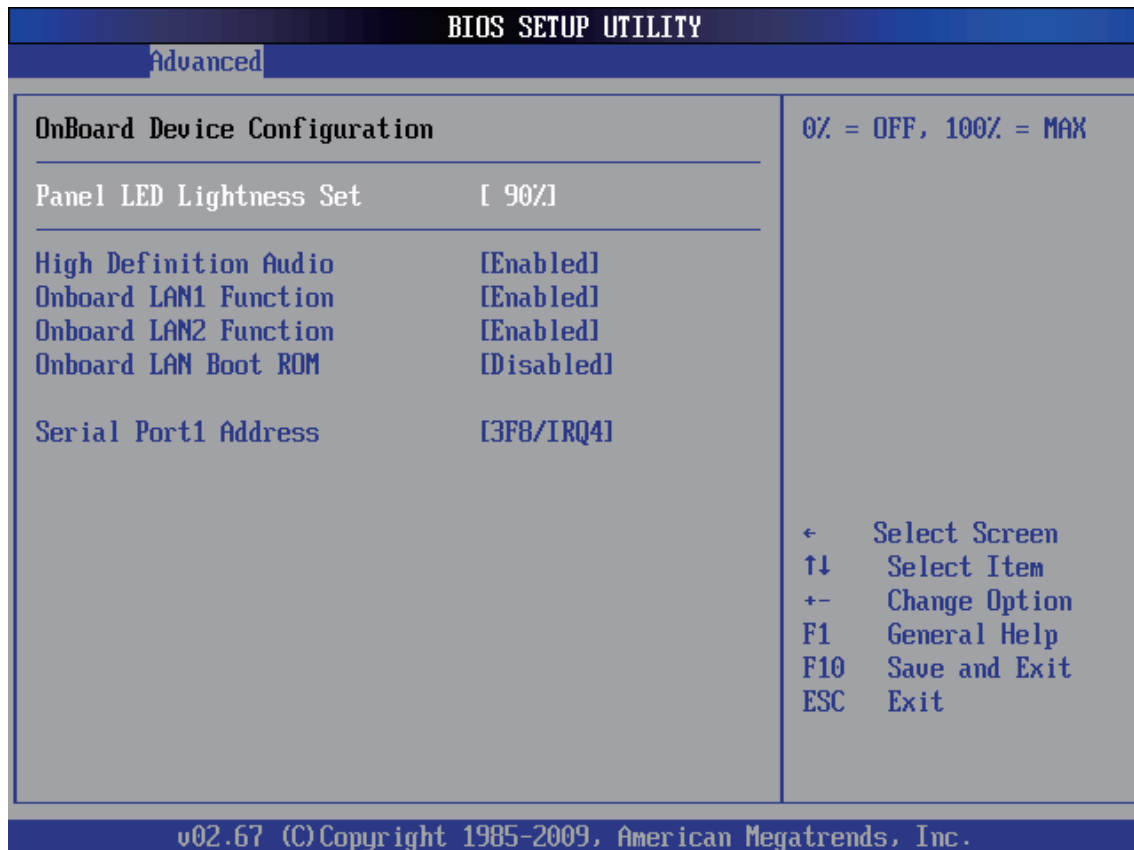 BIOS SETUP UTILITY
Advanced
OnBoard Device Configuration
Panel LED Lightness Set [ 90%]
High Definition Audio [Enabled]
Onboard LAN1 Function [Enabled]
Onboard LAN2 Function [Enabled]
Onboard LAN Boot ROM [Disabled]
Serial Port1 Address [3F8/IRQ4]
0% = OFF, 100% = MAX
← Select Screen
↑↓ Select Item
+- Change Option
F1 General Help
F10 Save and Exit
ESC Exit
v02.67 (C)Copyright 1985-2009, American Megatrends, Inc.